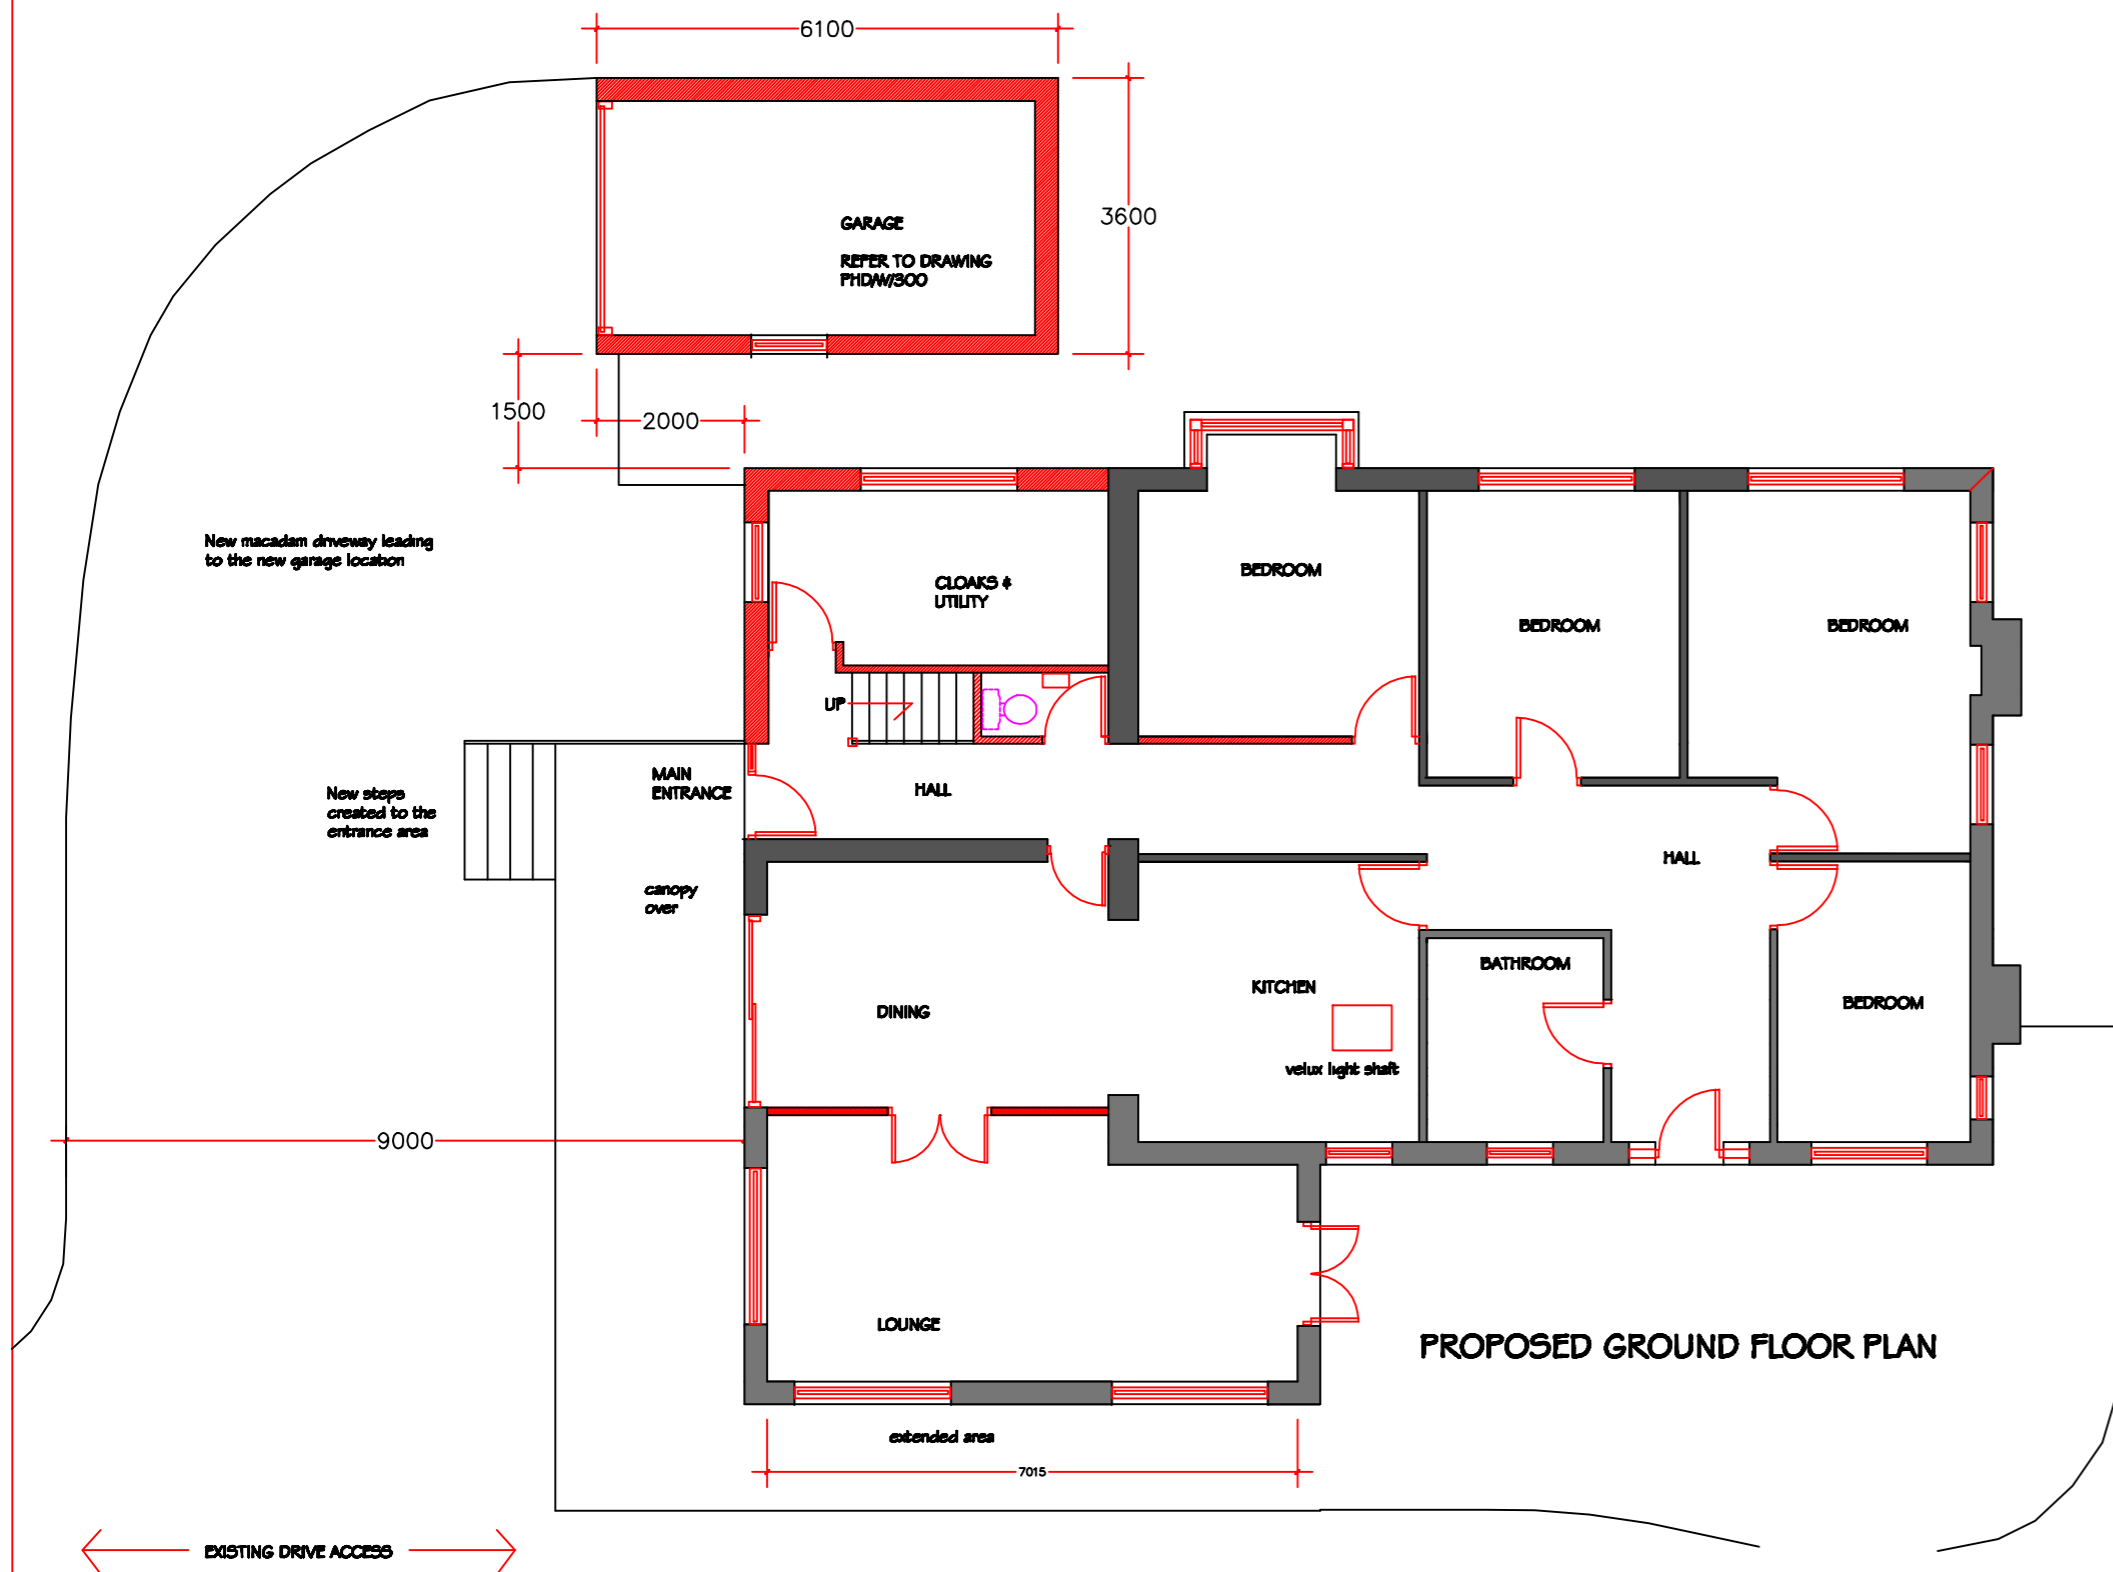 6100
GARAGE
REFER TO DRAWING
PHD/W/300
3600
1500
2000
New macadam driveway leading
to the new garage location
CLOAKS &
UTILITY
BEDROOM
BEDROOM
BEDROOM
UP
MAIN
ENTRANCE
HALL
New steps
created to the
entrance area
HALL
canopy
over
DINING
KITCHEN
BATHROOM
BEDROOM
velux light shaft
9000
LOUNGE
PROPOSED GROUND FLOOR PLAN
extended area
7015
EXISTING DRIVE ACCESS